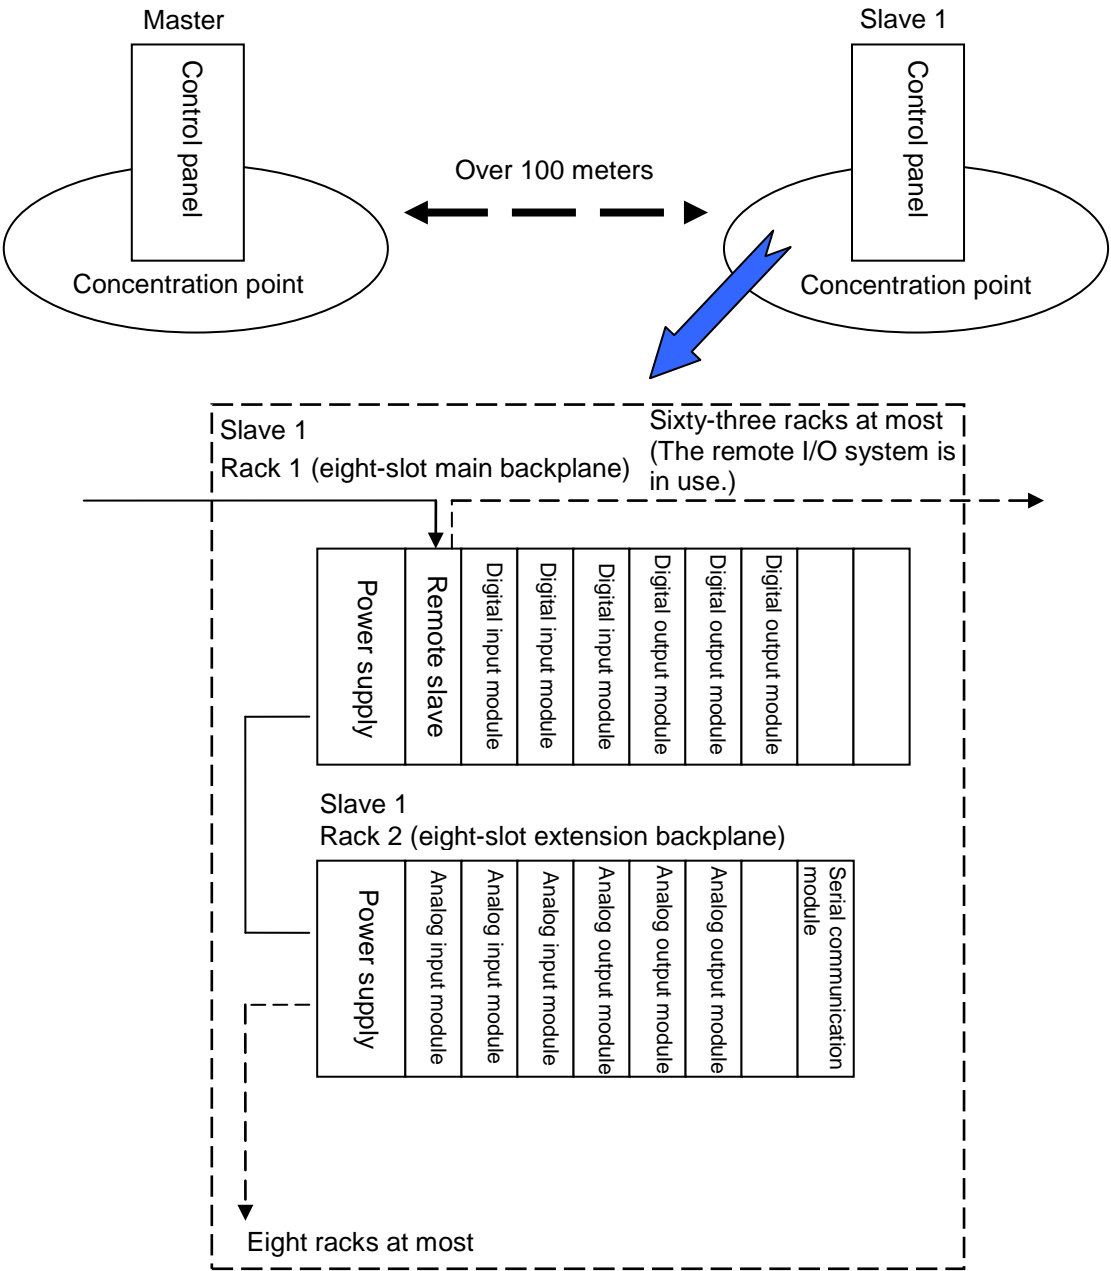 Master
Slave 1
Control panel
Control panel
Over 100 meters
Concentration point
Concentration point
Slave 1
Rack 1 (eight-slot main backplane)
Sixty-three racks at most
(The remote I/O system is
in use.)
Power supply
Remote slave
Digital input module
Digital input module
Digital input module
Digital output module
Digital output module
Digital output module
Slave 1
Rack 2 (eight-slot extension backplane)
Power supply
Analog input module
Analog input module
Analog input module
Analog output module
Analog output module
Analog output module
Serial communication
module
Eight racks at most